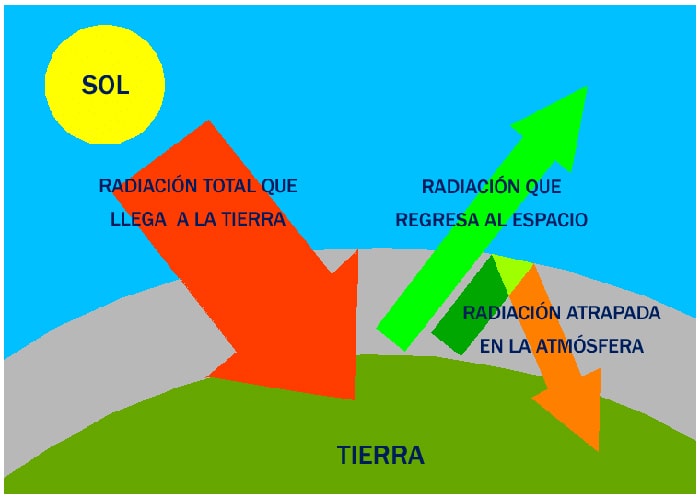 SOL
RADIACIÓN TOTAL QUE
LLEGA A LA TIERRA
RADIACIÓN QUE
REGRESA AL ESPACIO
RADIACIÓN ATRAPADA
EN LA ATMÓSFERA
TIERRA